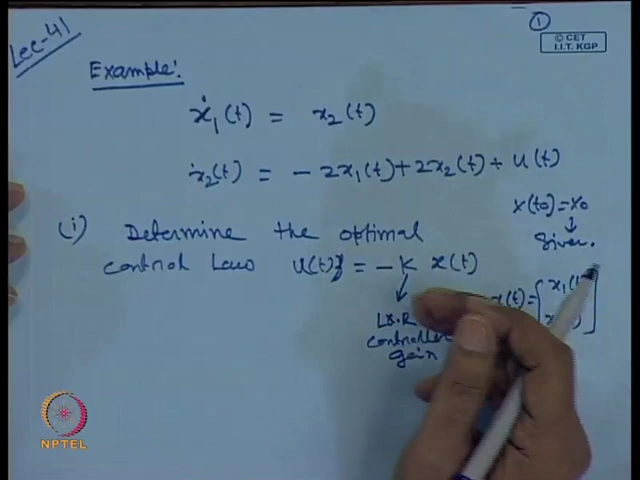 Lec-41
①
© CET
I.I.T. KGP
Example:
ẋ₁(t) = x₂(t)
ẋ₂(t) = - 2x₁(t) + 2x₂(t) + u(t)
x(t₀) = x₀
Given.
(i) Determine the optimal
control Law u(t) = - K x(t)
L.Q.R
controller
gain
x(t) = [x₁(t)
NPTEL